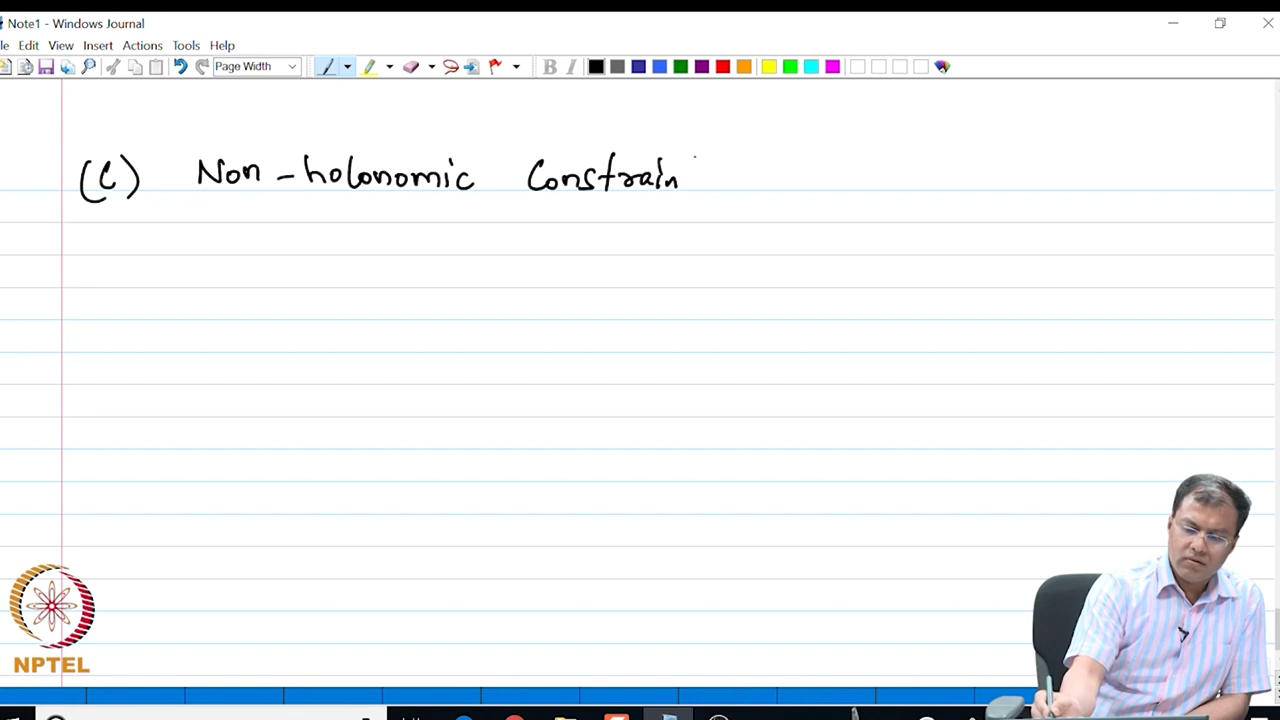 Note1 - Windows Journal
le Edit View Insert Actions Tools Help
Page Width B I
(C) Non-holonomic Constrain
NPTEL